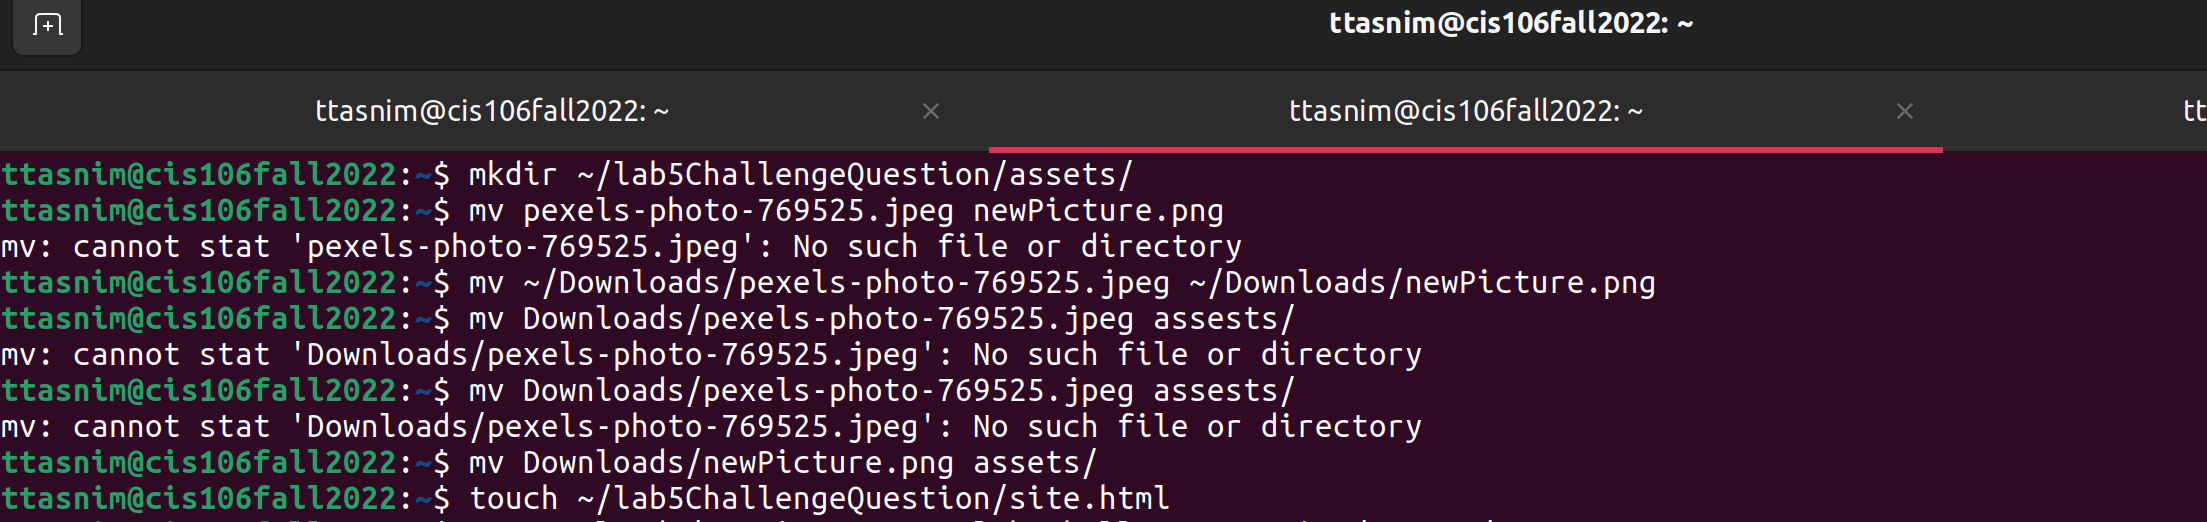 ttasnim@cis106fall2022: ~
ttasnim@cis106fall2022: ~ × ttasnim@cis106fall2022: ~ × tt
ttasnim@cis106fall2022:~$ mkdir ~/lab5ChallengeQuestion/assets/
ttasnim@cis106fall2022:~$ mv pexels-photo-769525.jpeg newPicture.png
mv: cannot stat 'pexels-photo-769525.jpeg': No such file or directory
ttasnim@cis106fall2022:~$ mv ~/Downloads/pexels-photo-769525.jpeg ~/Downloads/newPicture.png
ttasnim@cis106fall2022:~$ mv Downloads/pexels-photo-769525.jpeg assests/
mv: cannot stat 'Downloads/pexels-photo-769525.jpeg': No such file or directory
ttasnim@cis106fall2022:~$ mv Downloads/pexels-photo-769525.jpeg assests/
mv: cannot stat 'Downloads/pexels-photo-769525.jpeg': No such file or directory
ttasnim@cis106fall2022:~$ mv Downloads/newPicture.png assets/
ttasnim@cis106fall2022:~$ touch ~/lab5ChallengeQuestion/site.html